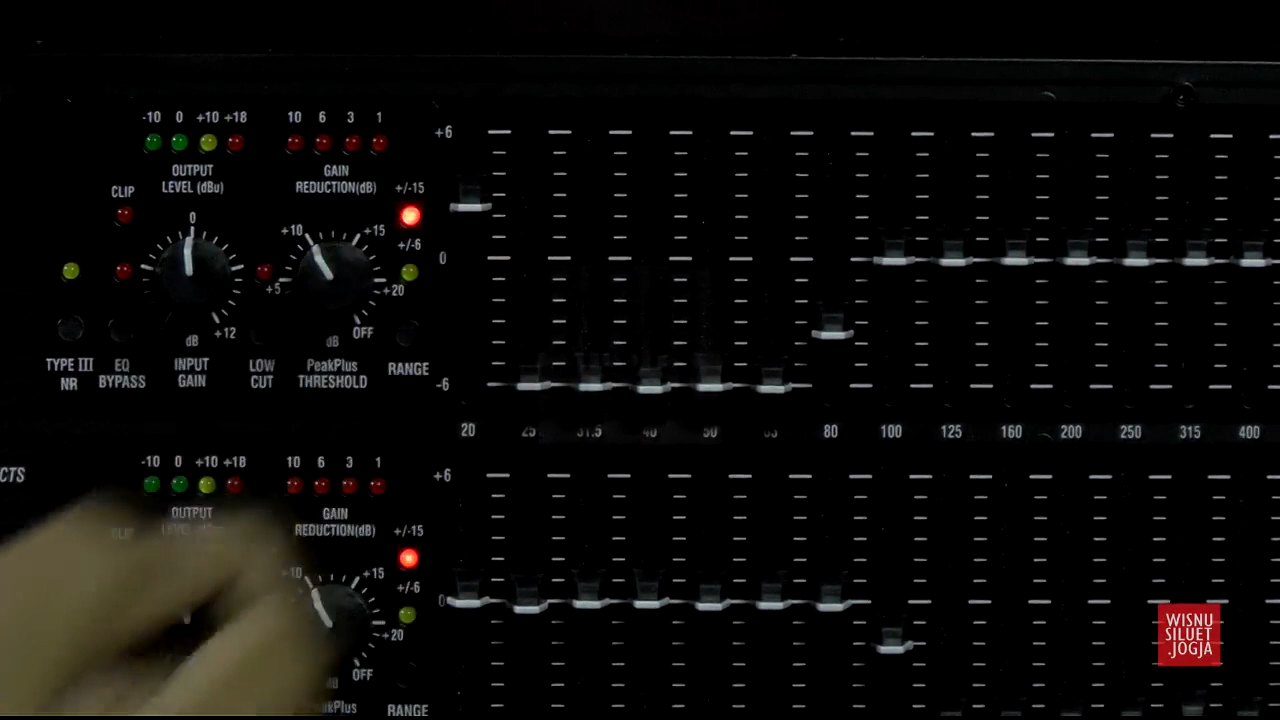 -10 0 +10 +18
10 6 3 1
+6
OUTPUT
LEVEL (dBu)
GAIN
REDUCTION(dB)
CLIP
+/-15
0
+10
+15
+/-6
0
+5
+20
+12
OFF
dB
dB
TYPE III
NR
EQ
BYPASS
INPUT
GAIN
LOW
CUT
PeakPlus
THRESHOLD
RANGE
-6
20 25 31.5 40 50 63 80 100 125 160 200 250 315 400
-10 0 +10 +18
10 6 3 1
+6
CTS
OUTPUT
GAIN
REDUCTION(dB)
CLIP
+/-15
+10
+15
+/-6
0
+20
OFF
RANGE
WISNU
SILUET
.JOGJA